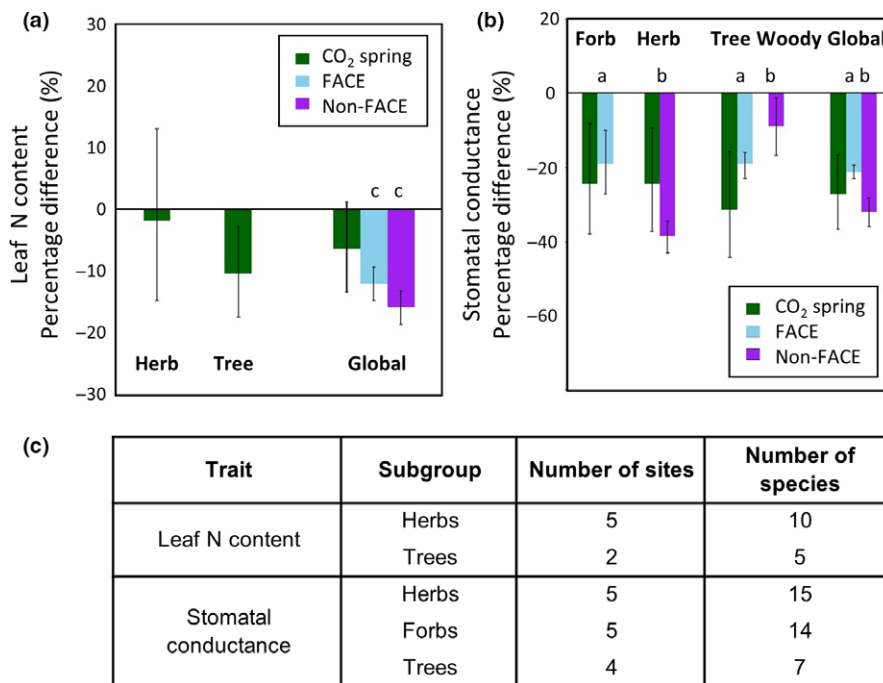 (a)
30
20
10
0
−10
−20
−30
Leaf N content
Percentage difference (%)
CO₂ spring
FACE
Non-FACE
c c
Herb Tree Global
(b)
20
0
−20
−40
−60
Stomatal conductance
Percentage difference (%)
Forb Herb Tree Woody Global
a b a b a b
CO₂ spring
FACE
Non-FACE
(c)
Trait Subgroup Number of sites Number of species
Leaf N content Herbs 5 10
Trees 2 5
Stomatal conductance Herbs 5 15
Forbs 5 14
Trees 4 7